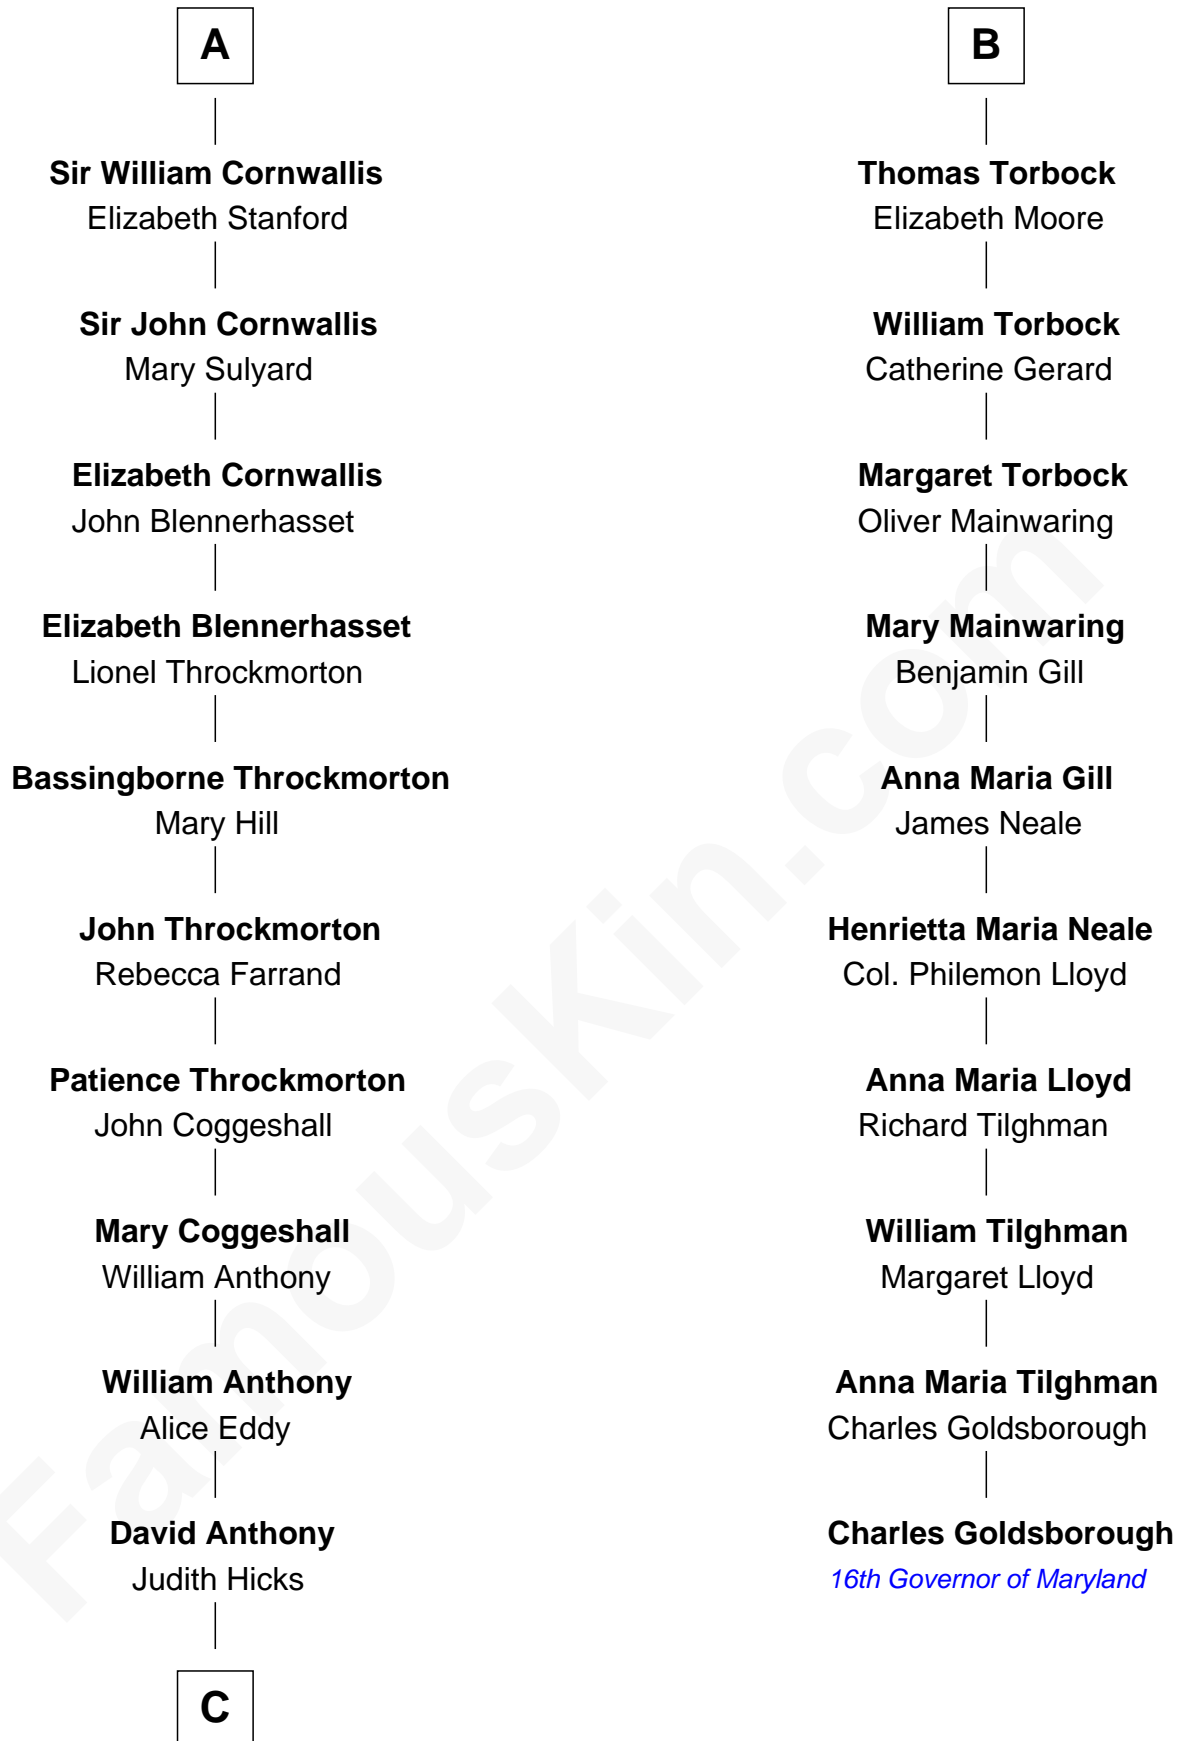 A
Sir William Cornwallis
Elizabeth Stanford
Sir John Cornwallis
Mary Sulyard
Elizabeth Cornwallis
John Blennerhasset
Elizabeth Blennerhasset
Lionel Throckmorton
Bassingborne Throckmorton
Mary Hill
John Throckmorton
Rebecca Farrand
Patience Throckmorton
John Coggeshall
Mary Coggeshall
William Anthony
William Anthony
Alice Eddy
David Anthony
Judith Hicks
C
B
Thomas Torbock
Elizabeth Moore
William Torbock
Catherine Gerard
Margaret Torbock
Oliver Mainwaring
Mary Mainwaring
Benjamin Gill
Anna Maria Gill
James Neale
Henrietta Maria Neale
Col. Philemon Lloyd
Anna Maria Lloyd
Richard Tilghman
William Tilghman
Margaret Lloyd
Anna Maria Tilghman
Charles Goldsborough
Charles Goldsborough
16th Governor of Maryland
FamousKin.com